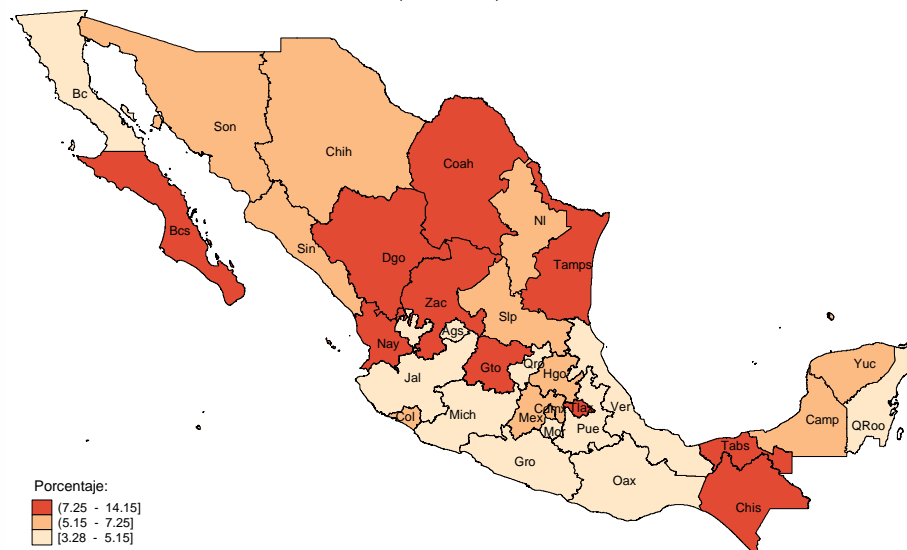 Bc
Son
Chih
Coah
Nl
Bcs
Sin
Dgo
Tamps
Zac
Slp
Nay
Ags
Gto
Qro
Hgo
Yuc
Jal
Col
Mich
Mex
Cdmx
Tlax
Ver
Camp
QRoo
Mor
Pue
Tabs
Gro
Oax
Chis
Porcentaje:
(7.25 - 14.15]
(5.15 - 7.25]
[3.28 - 5.15]